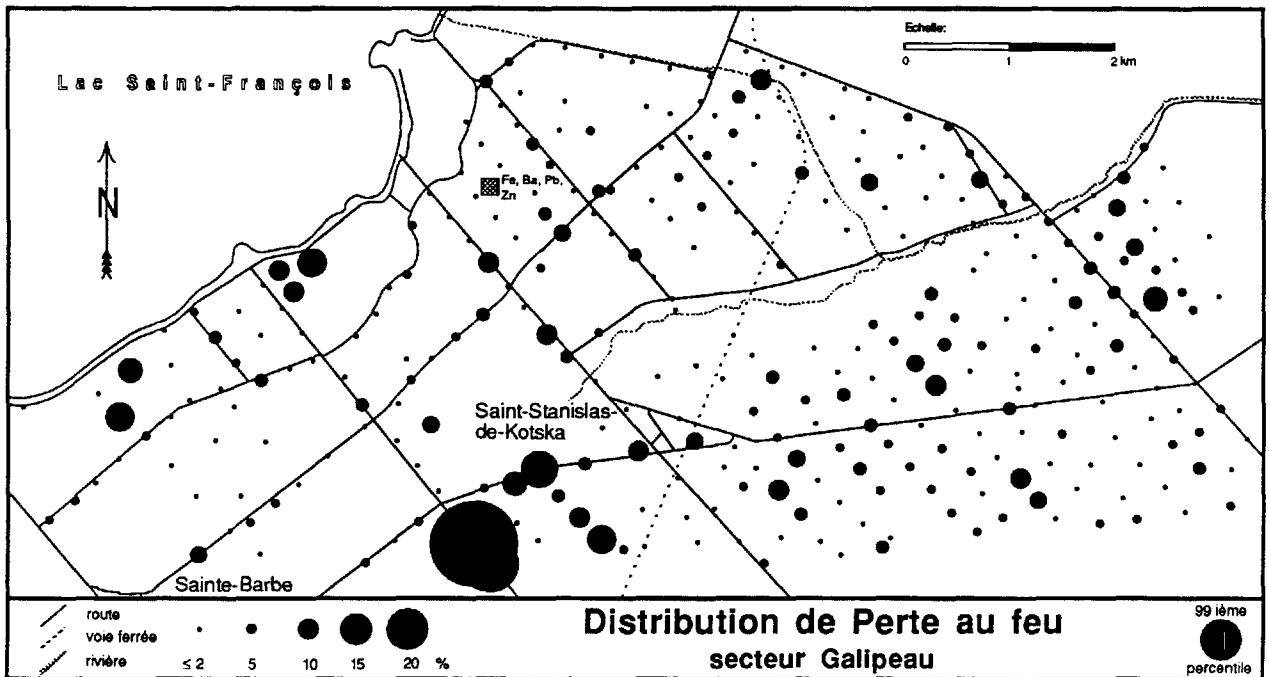 Echelle:
0 1 2 km
Lac Saint-François
N
Fe, Ba, Pb,
Zn
Saint-Stanislas-
de-Kotska
Sainte-Barbe
route
voie ferrée
rivière
≤ 2 5 10 15 20 %
Distribution de Perte au feu
secteur Galipeau
99 ième
percentile